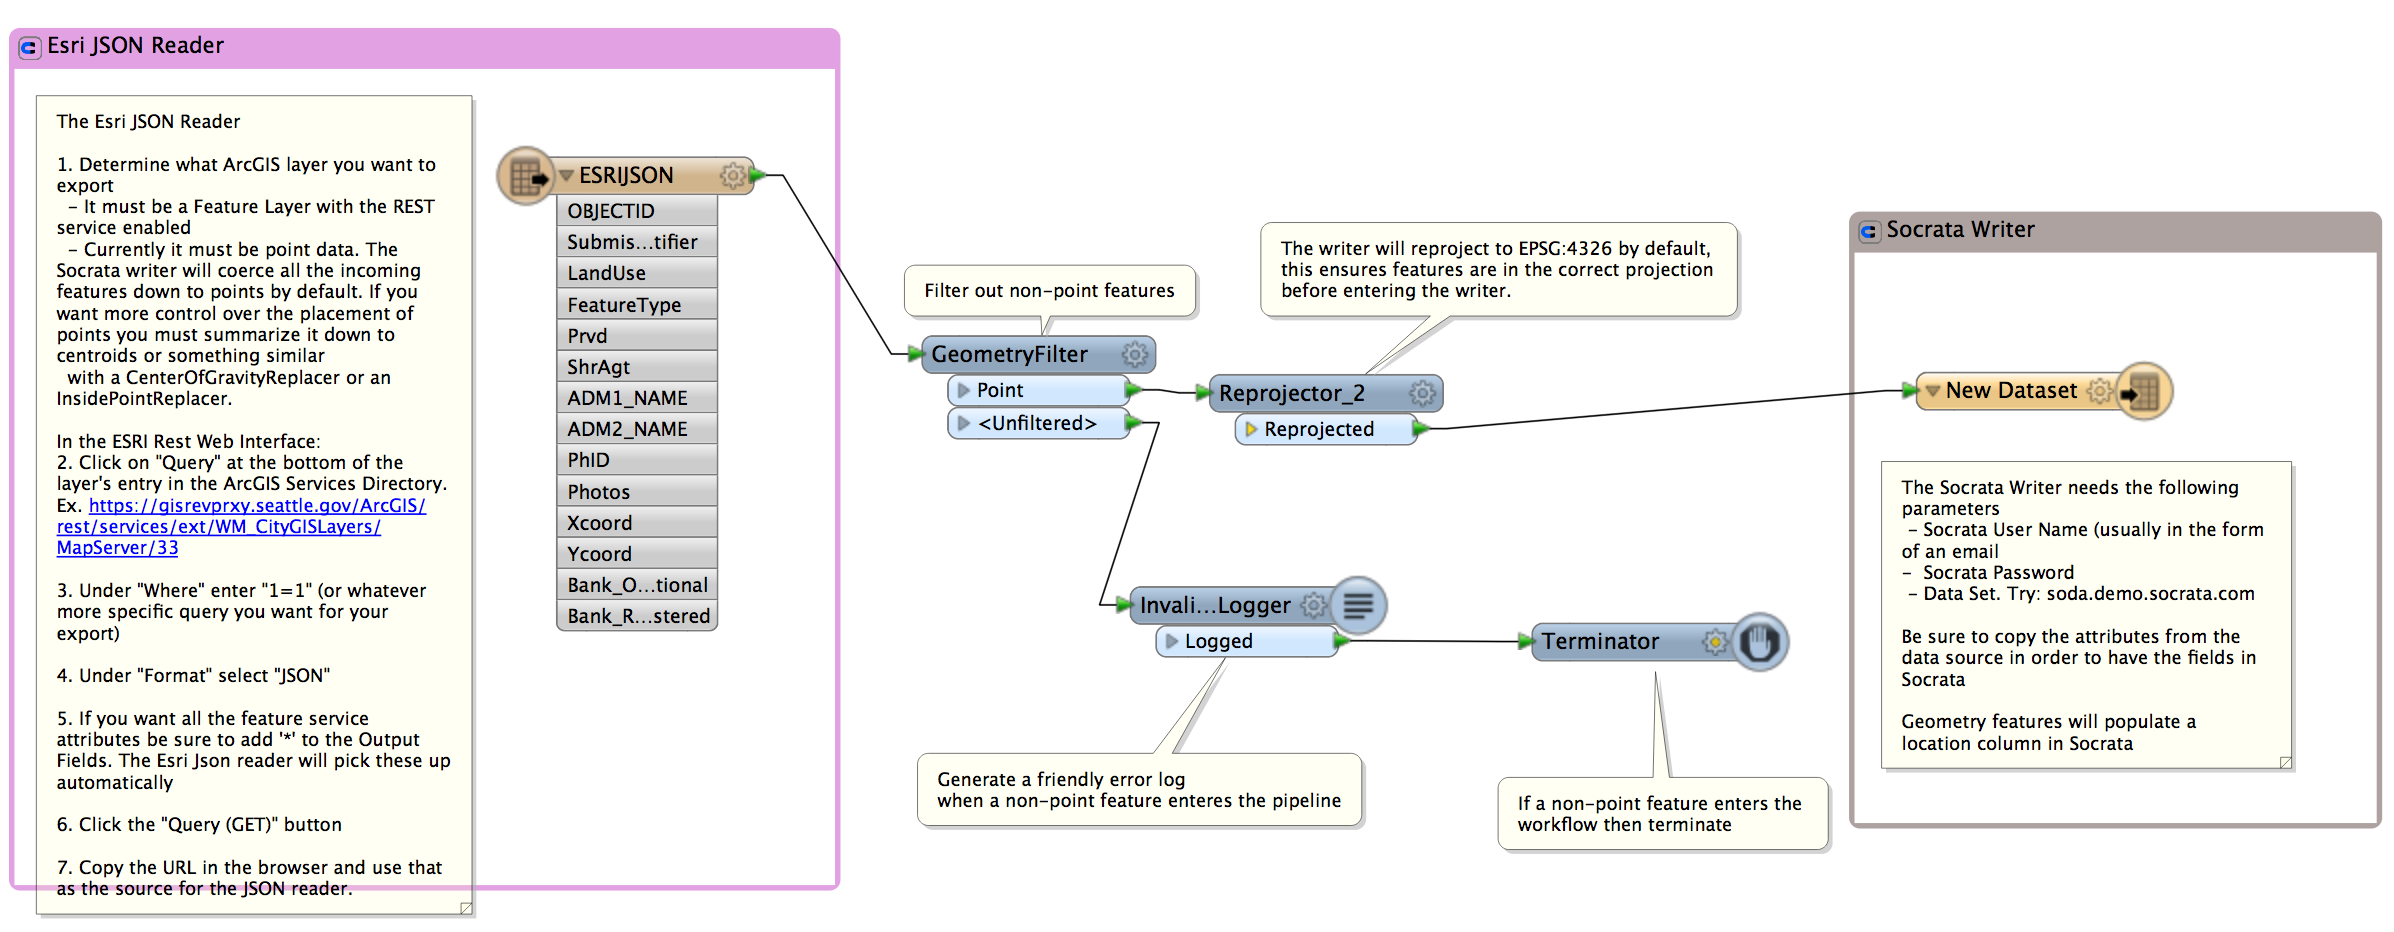 Esri JSON Reader
The Esri JSON Reader
1. Determine what ArcGIS layer you want to
export
- It must be a Feature Layer with the REST
service enabled
- Currently it must be point data. The
Socrata writer will coerce all the incoming
features down to points by default. If you
want more control over the placement of
points you must summarize it down to
centroids or something similar
with a CenterOfGravityReplacer or an
InsidePointReplacer.
In the ESRI Rest Web Interface:
2. Click on "Query" at the bottom of the
layer's entry in the ArcGIS Services Directory.
Ex. https://gisrevprxy.seattle.gov/ArcGIS/
rest/services/ext/WM_CityGISLayers/
MapServer/33
3. Under "Where" enter "1=1" (or whatever
more specific query you want for your
export)
4. Under "Format" select "JSON"
5. If you want all the feature service
attributes be sure to add '*' to the Output
Fields. The Esri Json reader will pick these up
automatically
6. Click the "Query (GET)" button
7. Copy the URL in the browser and use that
as the source for the JSON reader.
ESRIJSON
OBJECTID
Submis...tifier
LandUse
FeatureType
Prvd
ShrAgt
ADM1_NAME
ADM2_NAME
PhID
Photos
Xcoord
Ycoord
Bank_O...tional
Bank_R...stered
Filter out non-point features
GeometryFilter
Point
<Unfiltered>
The writer will reproject to EPSG:4326 by default,
this ensures features are in the correct projection
before entering the writer.
Reprojector_2
Reprojected
Invali...Logger
Logged
Generate a friendly error log
when a non-point feature enteres the pipeline
Terminator
If a non-point feature enters the
workflow then terminate
Socrata Writer
New Dataset
The Socrata Writer needs the following
parameters
- Socrata User Name (usually in the form
of an email
- Socrata Password
- Data Set. Try: soda.demo.socrata.com
Be sure to copy the attributes from the
data source in order to have the fields in
Socrata
Geometry features will populate a
location column in Socrata